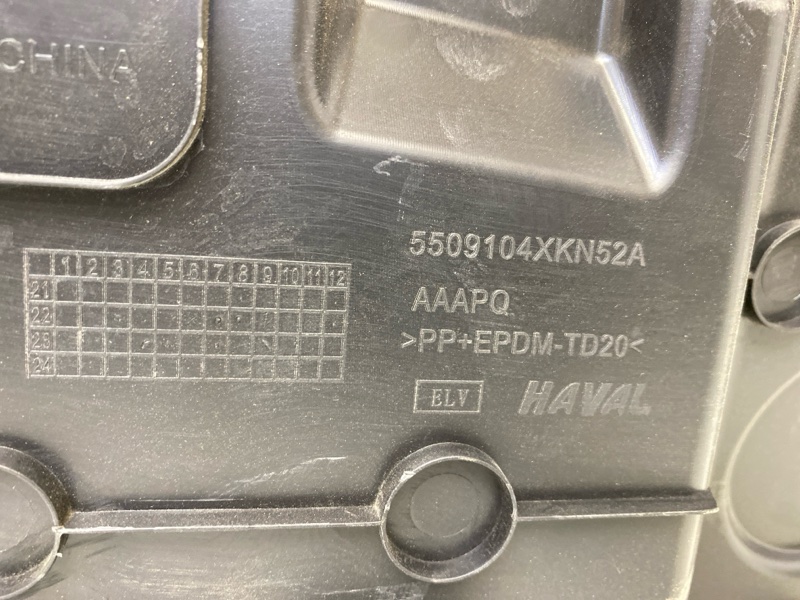 CHINA
5509104XKN52A
1 2 3 4 5 6 7 8 9 10 11 12
21
22
23
24
AAAPQ
>PP+EPDM-TD20<
ELV HAVAL